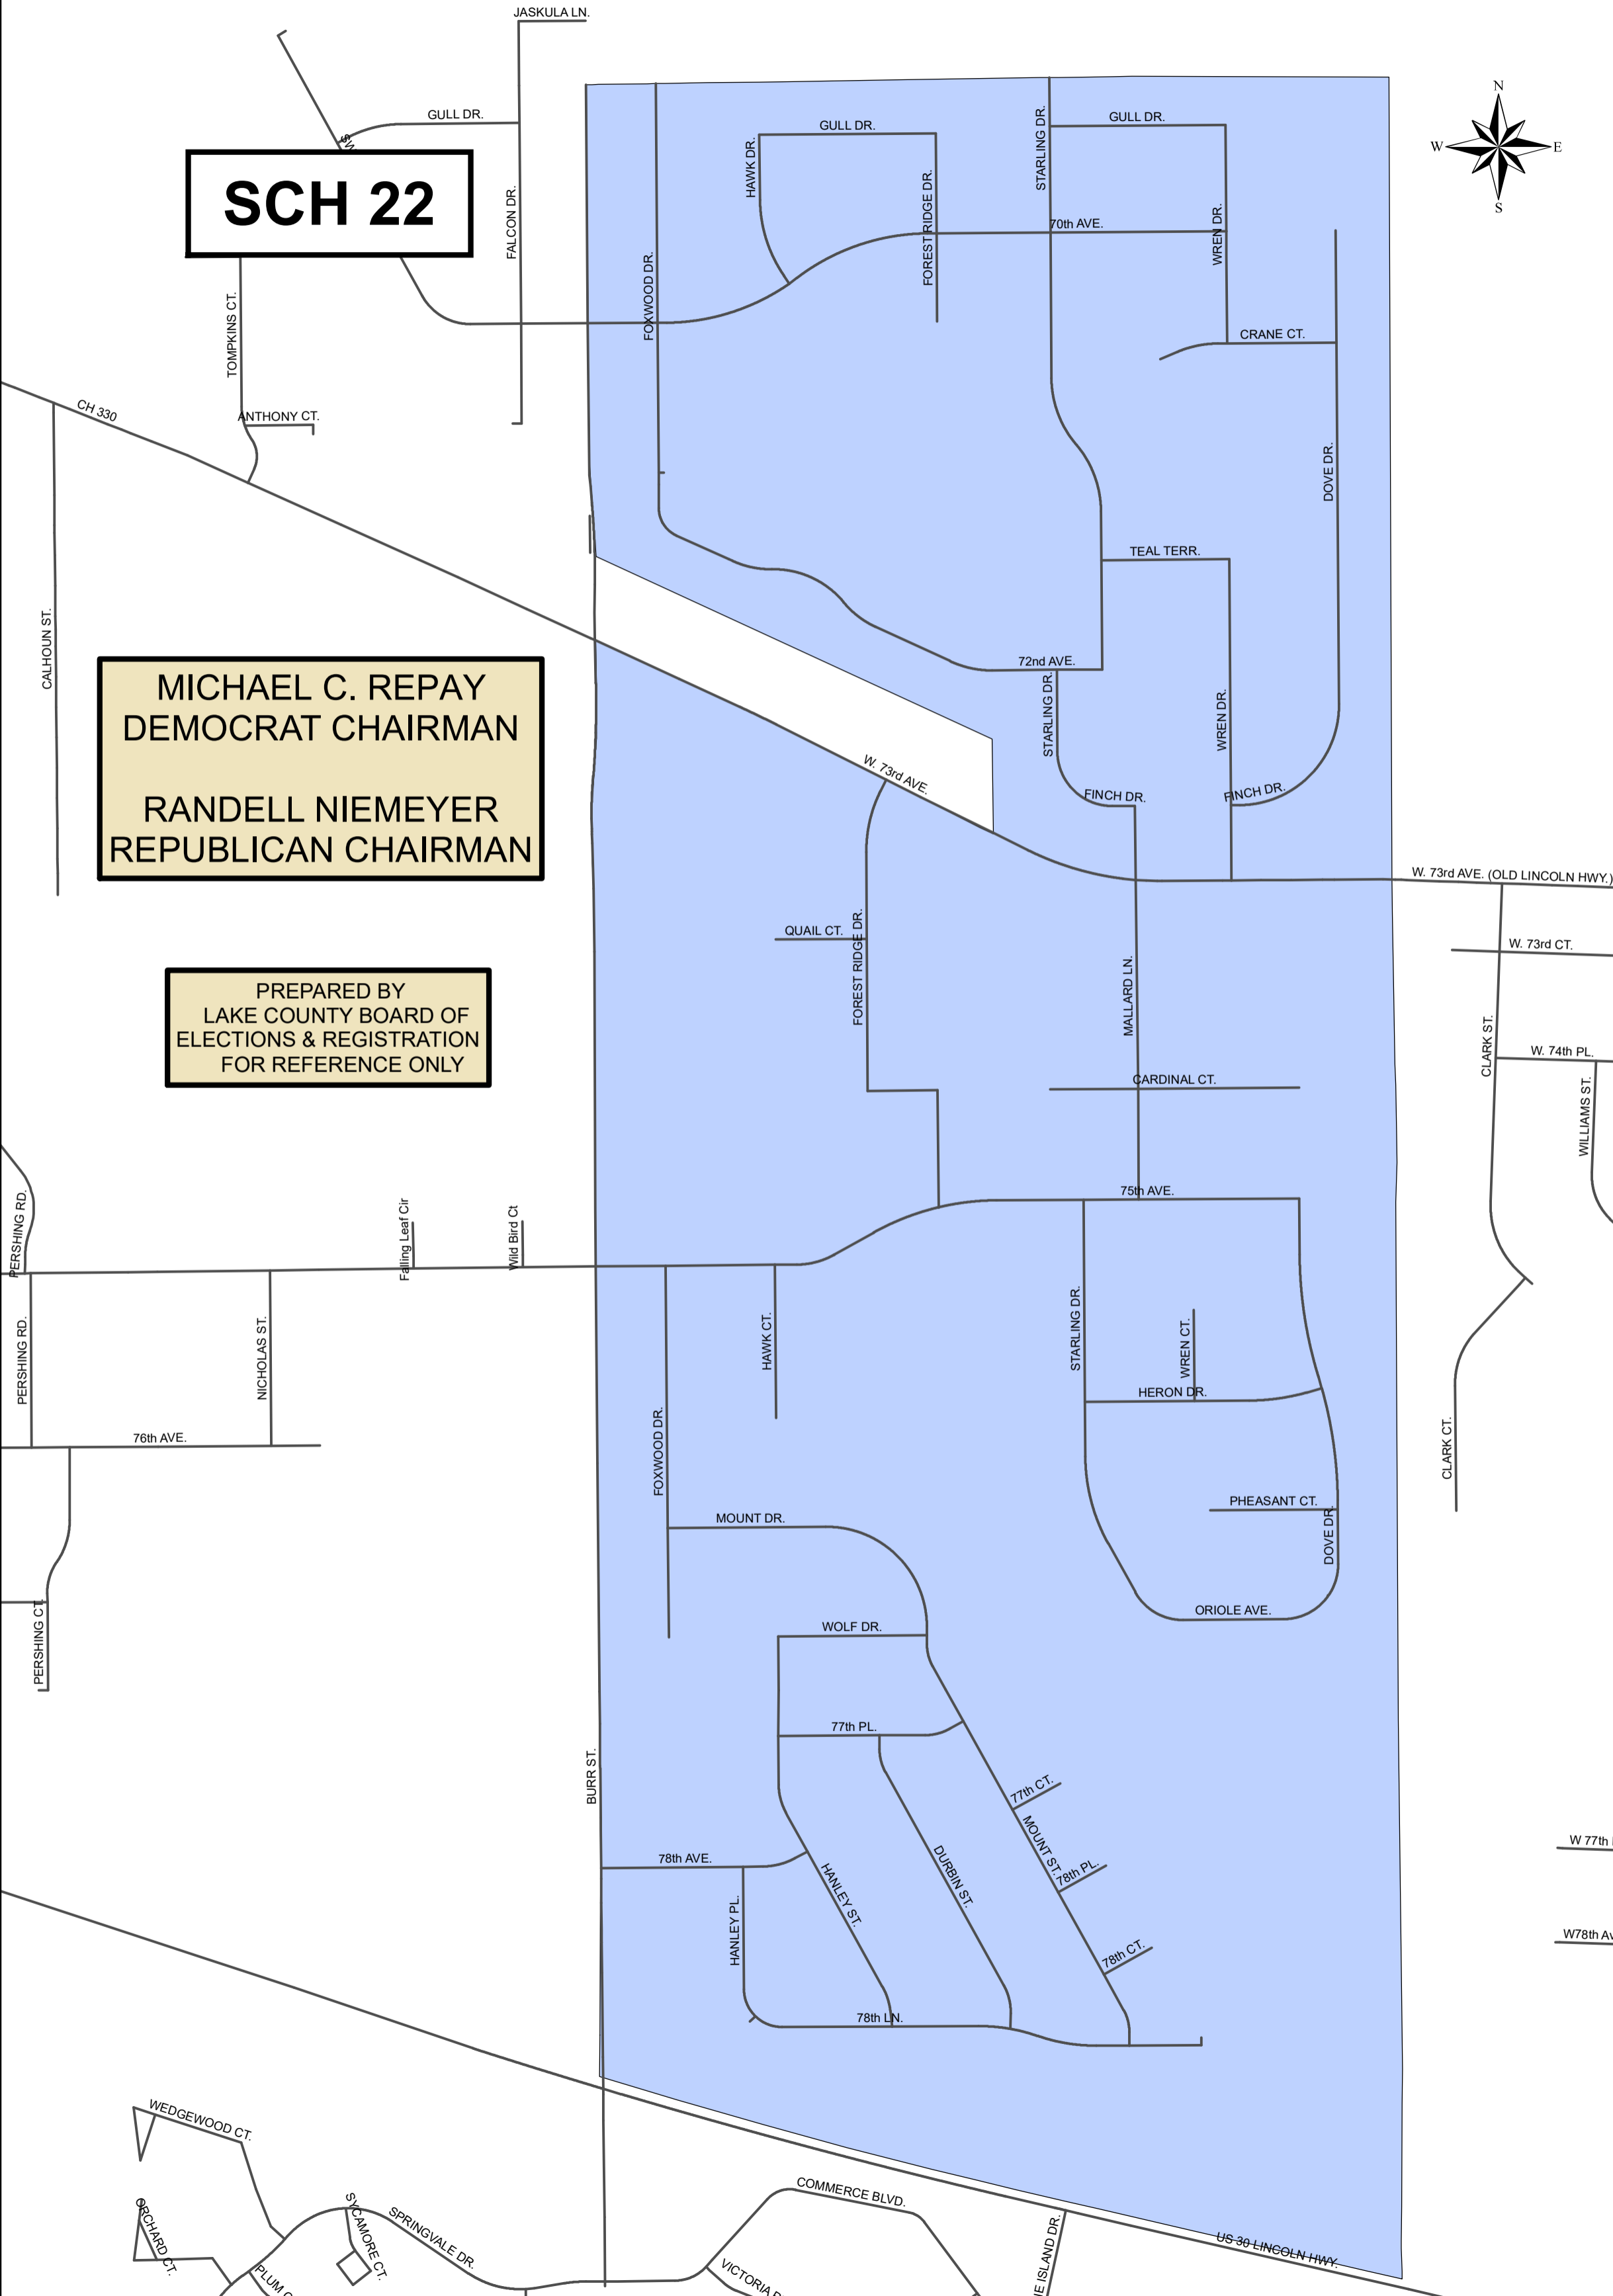 JASKULA LN.
GULL DR.
SCH 22
FALCON DR.
TOMPKINS CT.
ANTHONY CT.
CH 330
CALHOUN ST.
N
W
E
S
GULL DR.
HAWK DR.
FOREST RIDGE DR.
STARLING DR.
GULL DR.
70th AVE.
WREN DR.
FOXWOOD DR.
CRANE CT.
DOVE DR.
TEAL TERR.
72nd AVE.
STARLING DR.
WREN DR.
FINCH DR.
FINCH DR.
MICHAEL C. REPAY
DEMOCRAT CHAIRMAN
RANDELL NIEMEYER
REPUBLICAN CHAIRMAN
W. 73rd AVE.
W. 73rd AVE. (OLD LINCOLN HWY.)
W. 73rd CT.
QUAIL CT.
FOREST RIDGE DR.
MALLARD LN.
CLARK ST.
W. 74th PL.
WILLIAMS ST.
PREPARED BY
LAKE COUNTY BOARD OF
ELECTIONS & REGISTRATION
FOR REFERENCE ONLY
CARDINAL CT.
75th AVE.
PERSHING RD.
Falling Leaf Cir
Wild Bird Ct
PERSHING RD.
NICHOLAS ST.
HAWK CT.
STARLING DR.
WREN CT.
HERON DR.
76th AVE.
FOXWOOD DR.
CLARK CT.
MOUNT DR.
PHEASANT CT.
DOVE DR.
ORIOLE AVE.
PERSHING CT.
WOLF DR.
77th PL.
BURR ST.
77th CT.
MOUNT ST.
78th PL.
W 77th
78th AVE.
HANLEY ST.
DURBIN ST.
HANLEY PL.
78th CT.
W78th Av
78th LN.
WEDGEWOOD CT.
ORCHARD CT.
SYCAMORE CT.
SPRINGVALE DR.
PLUM
COMMERCE BLVD.
VICTORIA
ISLAND DR.
US 30 LINCOLN HWY.